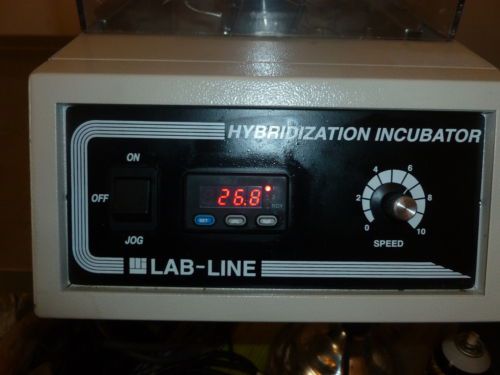 HYBRIDIZATION INCUBATOR
ON
OFF
JOG
26.8
SET
0 2 4 6 8 10
SPEED
LAB-LINE